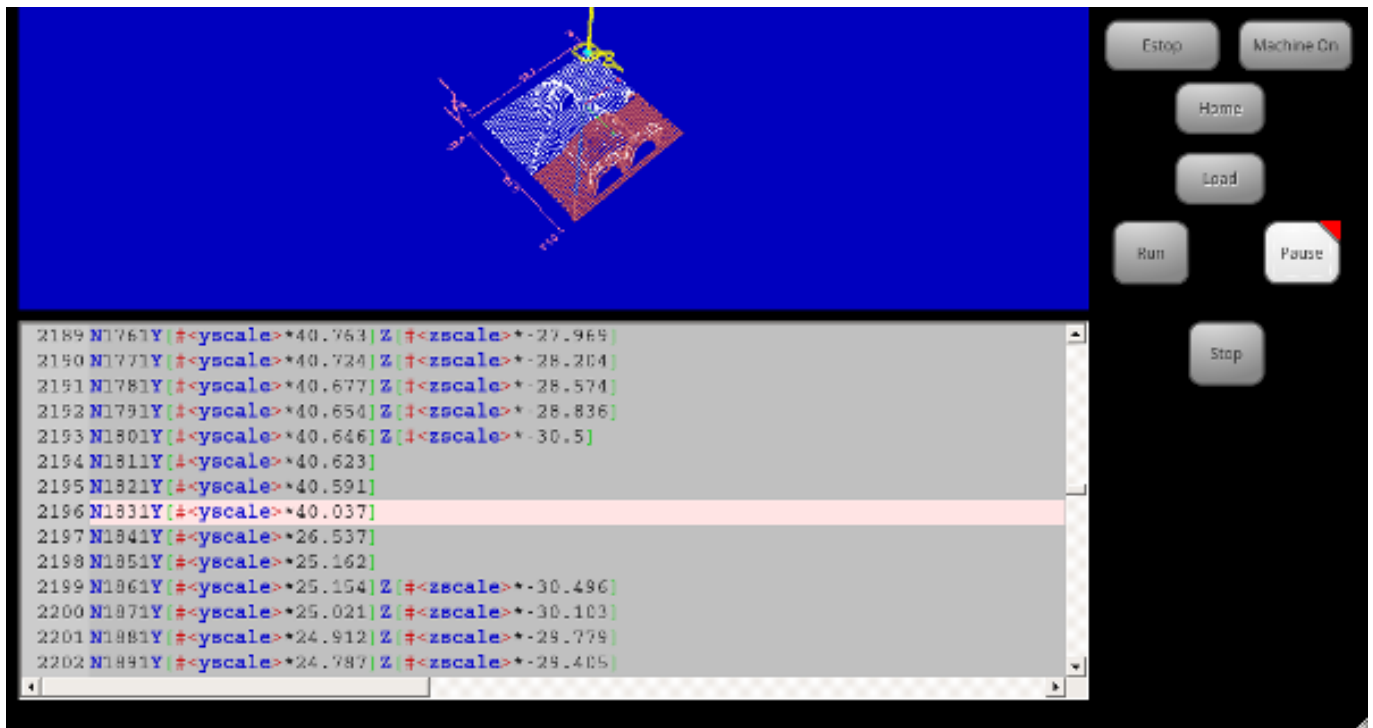 Estop
Machine On
Home
Load
Run
Pause
Stop
2189 N1761Y[#<yscale>*40.763]Z[#<zscale>*-27.969]
2190 N1771Y[#<yscale>*40.724]Z[#<zscale>*-28.204]
2191 N1781Y[#<yscale>*40.677]Z[#<zscale>*-28.574]
2192 N1791Y[#<yscale>*40.654]Z[#<zscale>*-28.836]
2193 N1801Y[#<yscale>*40.646]Z[#<zscale>*-30.5]
2194 N1811Y[#<yscale>*40.623]
2195 N1821Y[#<yscale>*40.591]
2196 N1831Y[#<yscale>*40.037]
2197 N1841Y[#<yscale>*26.537]
2198 N1851Y[#<yscale>*25.162]
2199 N1861Y[#<yscale>*25.154]Z[#<zscale>*-30.496]
2200 N1871Y[#<yscale>*25.021]Z[#<zscale>*-30.103]
2201 N1881Y[#<yscale>*24.912]Z[#<zscale>*-29.779]
2202 N1891Y[#<yscale>*24.787]Z[#<zscale>*-29.405]